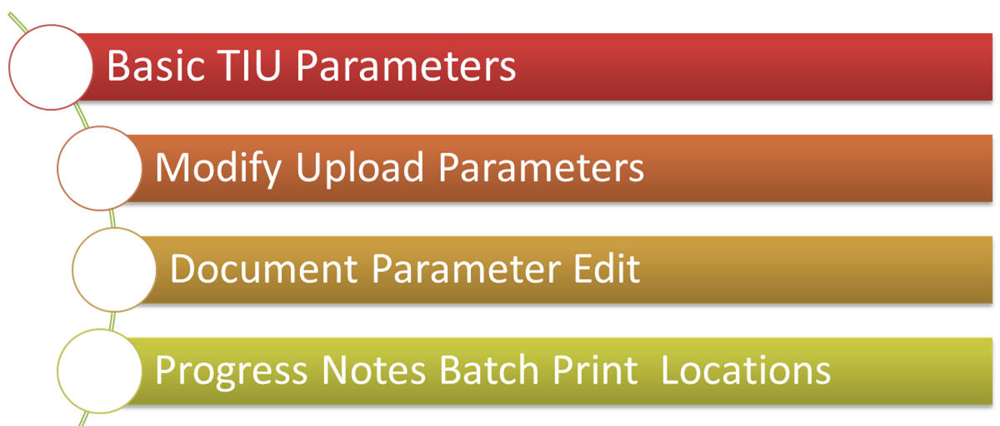 Basic TIU Parameters
Modify Upload Parameters
Document Parameter Edit
Progress Notes Batch Print  Locations